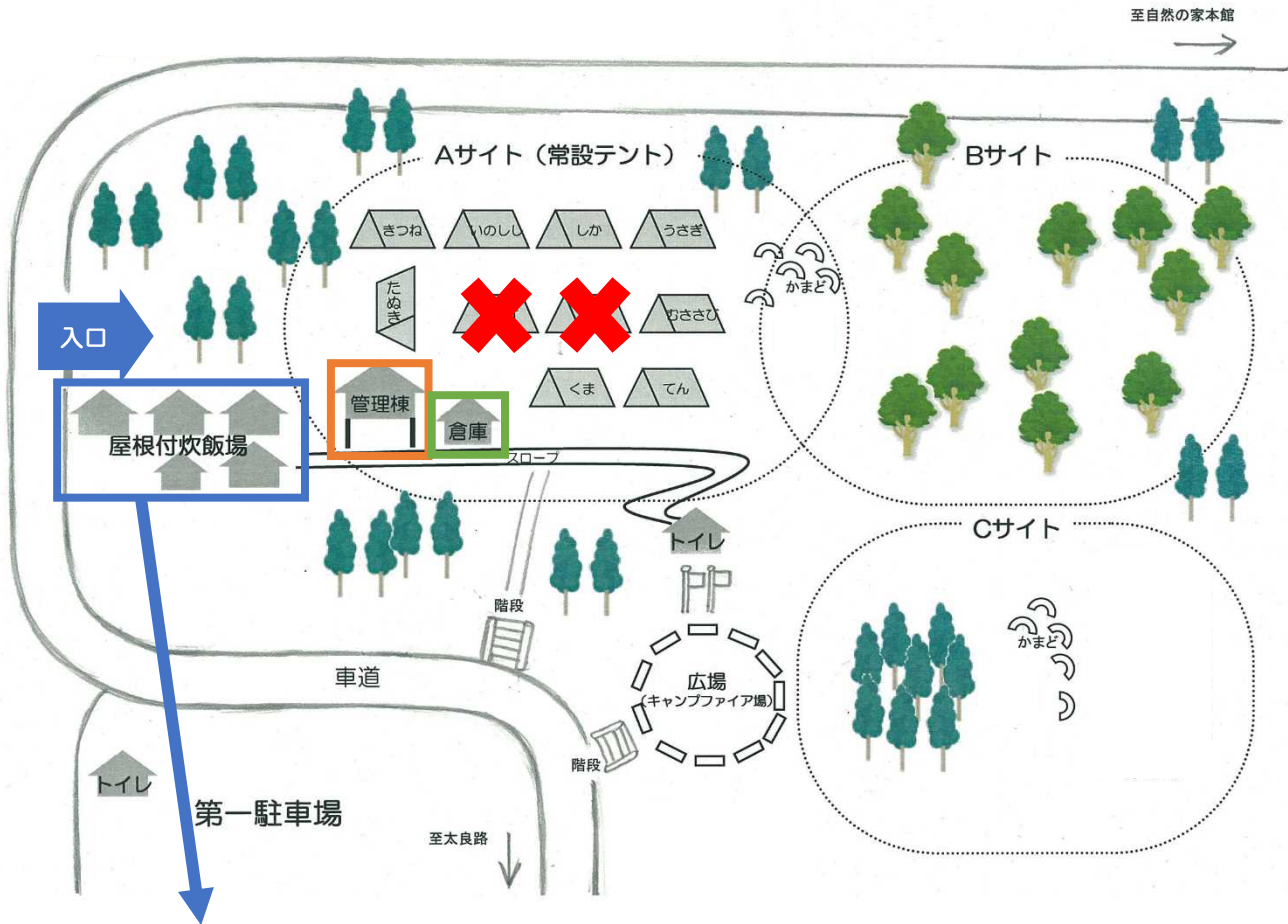 至自然の家本館
Aサイト（常設テント）
Bサイト
きつね
いのしし
しか
うさぎ
たぬき
むささび
かまど
入口
くま
てん
管理棟
倉庫
屋根付炊飯場
スロープ
トイレ
Cサイト
階段
かまど
車道
広場
（キャンプファイア場）
階段
トイレ
第一駐車場
至太良路